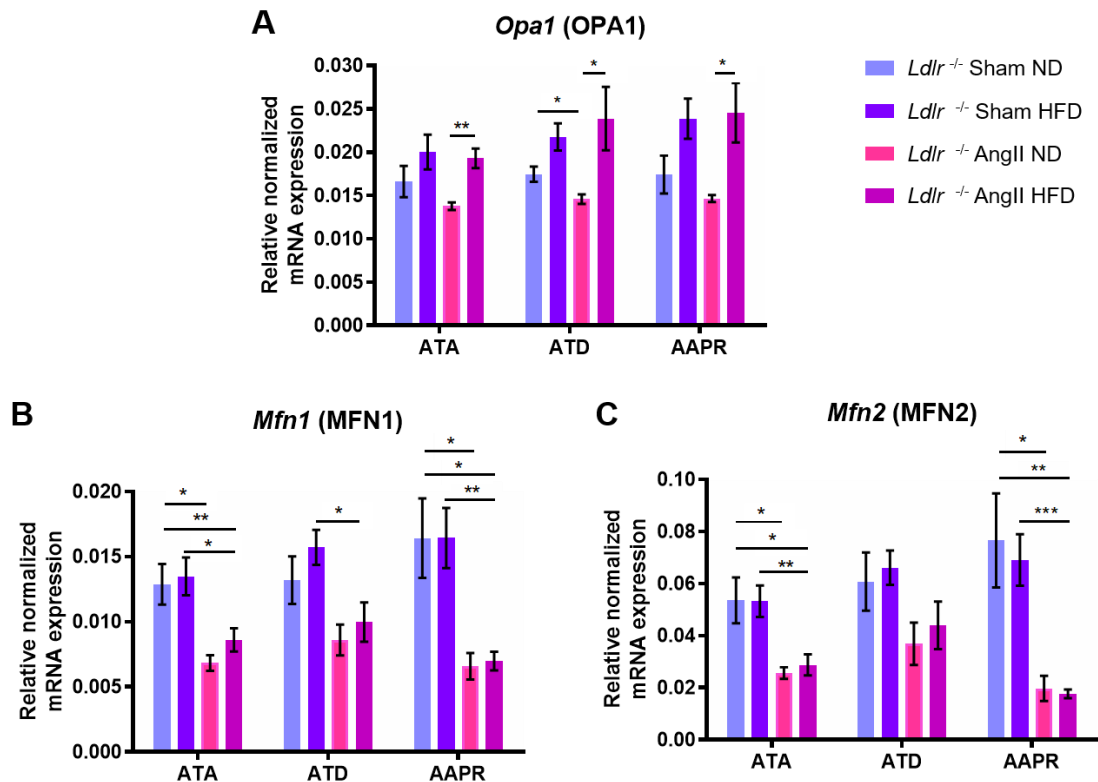 A
Opa1 (OPA1)
Relative normalized
mRNA expression
0.030
0.025
0.020
0.015
0.010
0.005
0.000
**
*
*
*
ATA
ATD
AAPR
Ldlr -/- Sham ND
Ldlr -/- Sham HFD
Ldlr -/- AngII ND
Ldlr -/- AngII HFD
B
Mfn1 (MFN1)
Relative normalized
mRNA expression
0.020
0.015
0.010
0.005
0.000
*
**
*
*
*
*
**
ATA
ATD
AAPR
C
Mfn2 (MFN2)
Relative normalized
mRNA expression
0.10
0.08
0.06
0.04
0.02
0.00
*
*
**
*
**
***
ATA
ATD
AAPR